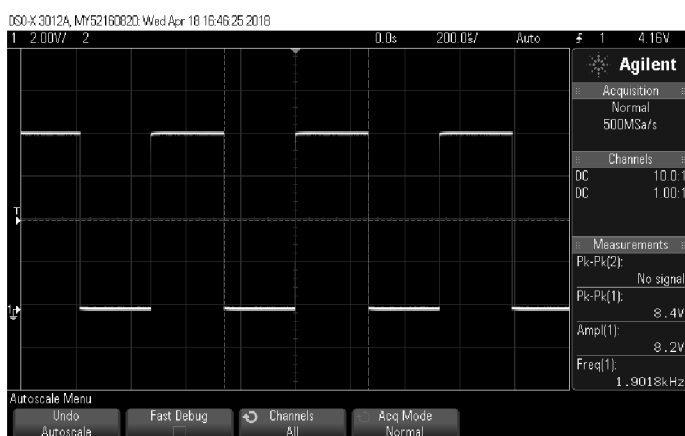 DSO-X 3012A, MY52160820: Wed Apr 18 16:46:25 2018
1 2.00V/ 2 0.0s 200.0s/ Auto 1 4.16V
Agilent
Acquisition
Normal
500MSa/s
Channels
DC 10.0:1
DC 1.00:1
Measurements
Pk-Pk(2):
No signal
Pk-Pk(1):
8.4V
Ampl(1):
8.2V
Freq(1):
1.9018kHz
T
1
Autoscale Menu
Undo
Autoscale
Fast Debug
Channels
All
Acq Mode
Normal